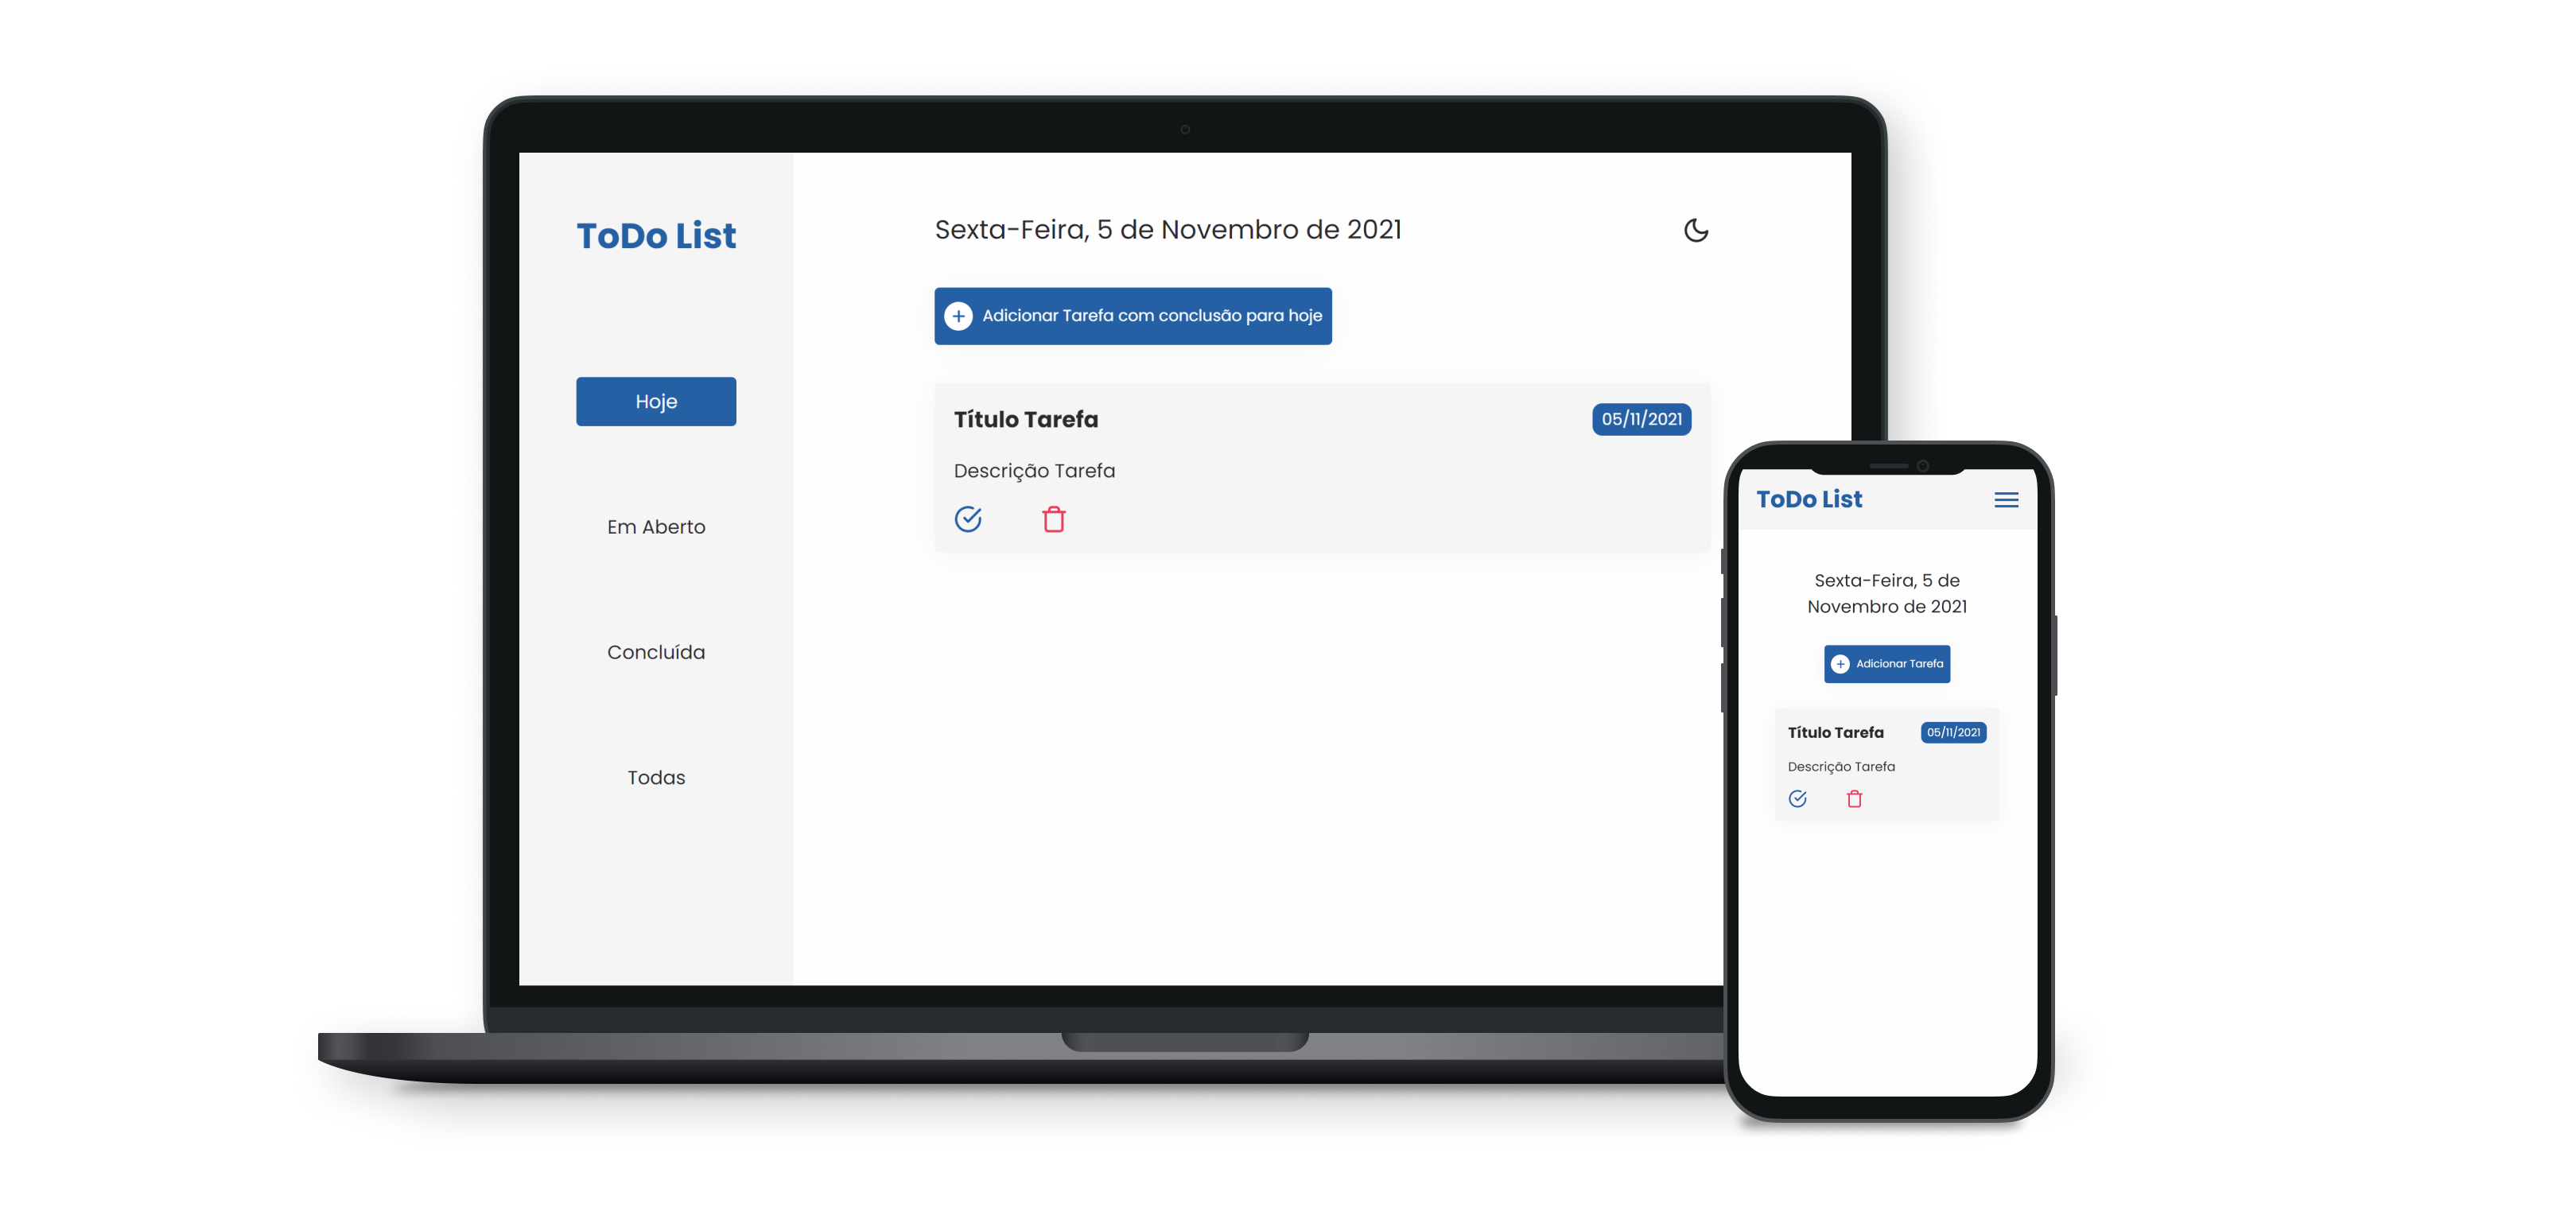 ToDo List
Hoje
Em Aberto
Concluída
Todas
Sexta-Feira, 5 de Novembro de 2021
Adicionar Tarefa com conclusão para hoje
Título Tarefa
05/11/2021
Descrição Tarefa
ToDo List
Sexta-Feira, 5 de
Novembro de 2021
Adicionar Tarefa
Título Tarefa
05/11/2021
Descrição Tarefa